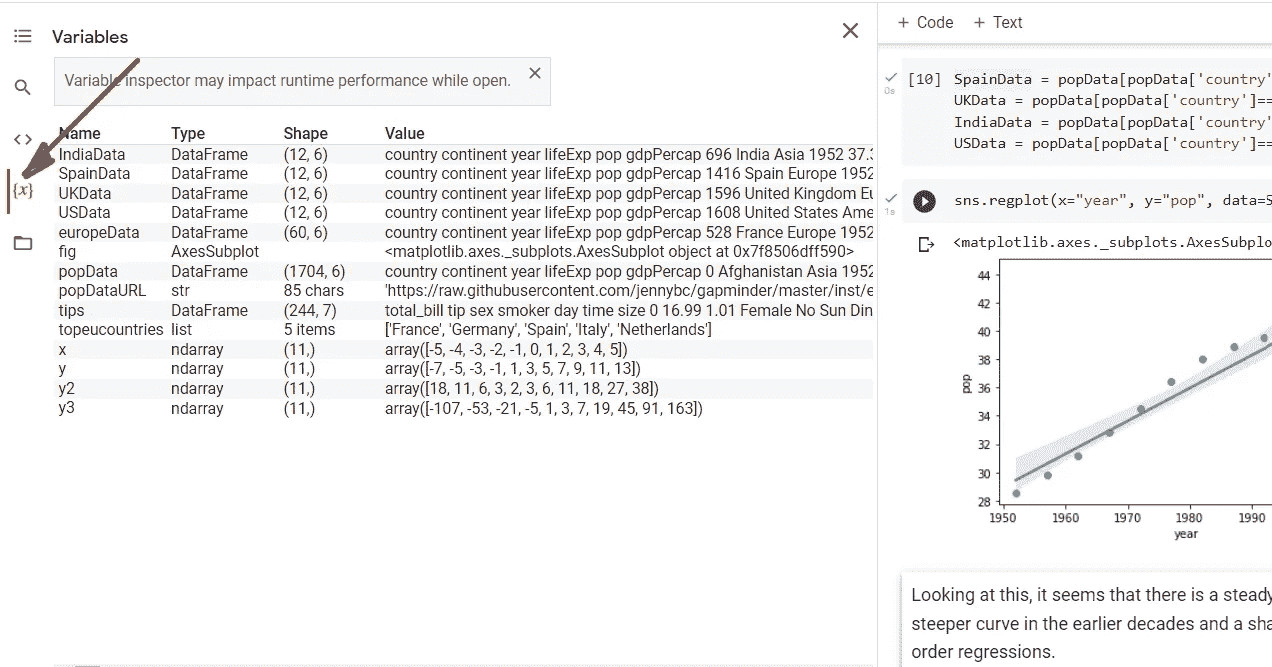 Variables
Variable inspector may impact runtime performance while open.
Name Type Shape Value
IndiaData DataFrame (12, 6) country continent year lifeExp pop gdpPercap 696 India Asia 1952 37.3
SpainData DataFrame (12, 6) country continent year lifeExp pop gdpPercap 1416 Spain Europe 1952
UKData DataFrame (12, 6) country continent year lifeExp pop gdpPercap 1596 United Kingdom Eu
USData DataFrame (12, 6) country continent year lifeExp pop gdpPercap 1608 United States Ame
europeData DataFrame (60, 6) country continent year lifeExp pop gdpPercap 528 France Europe 1952
fig AxesSubplot <matplotlib.axes._subplots.AxesSubplot object at 0x7f8506dff590>
popData DataFrame (1704, 6) country continent year lifeExp pop gdpPercap 0 Afghanistan Asia 1952
popDataURL str 85 chars 'https://raw.githubusercontent.com/jennybc/gapminder/master/inst/e
tips DataFrame (244, 7) total_bill tip sex smoker day time size 0 16.99 1.01 Female No Sun Din
topeucountries list 5 items ['France', 'Germany', 'Spain', 'Italy', 'Netherlands']
x ndarray (11,) array([-5, -4, -3, -2, -1, 0, 1, 2, 3, 4, 5])
y ndarray (11,) array([-7, -5, -3, -1, 1, 3, 5, 7, 9, 11, 13])
y2 ndarray (11,) array([18, 11, 6, 3, 2, 3, 6, 11, 18, 27, 38])
y3 ndarray (11,) array([-107, -53, -21, -5, 1, 3, 7, 19, 45, 91, 163])
{x}
+ Code + Text
[10] SpainData = popData[popData['country'
UKData = popData[popData['country']==
IndiaData = popData[popData['country'
USData = popData[popData['country']==
0s
sns.regplot(x="year", y="pop", data=S
1s
<matplotlib.axes._subplots.AxesSubplo
44
42
40
38
36
34
32
30
28
pop
1950 1960 1970 1980 1990
year
Looking at this, it seems that there is a steady
steeper curve in the earlier decades and a sha
order regressions.